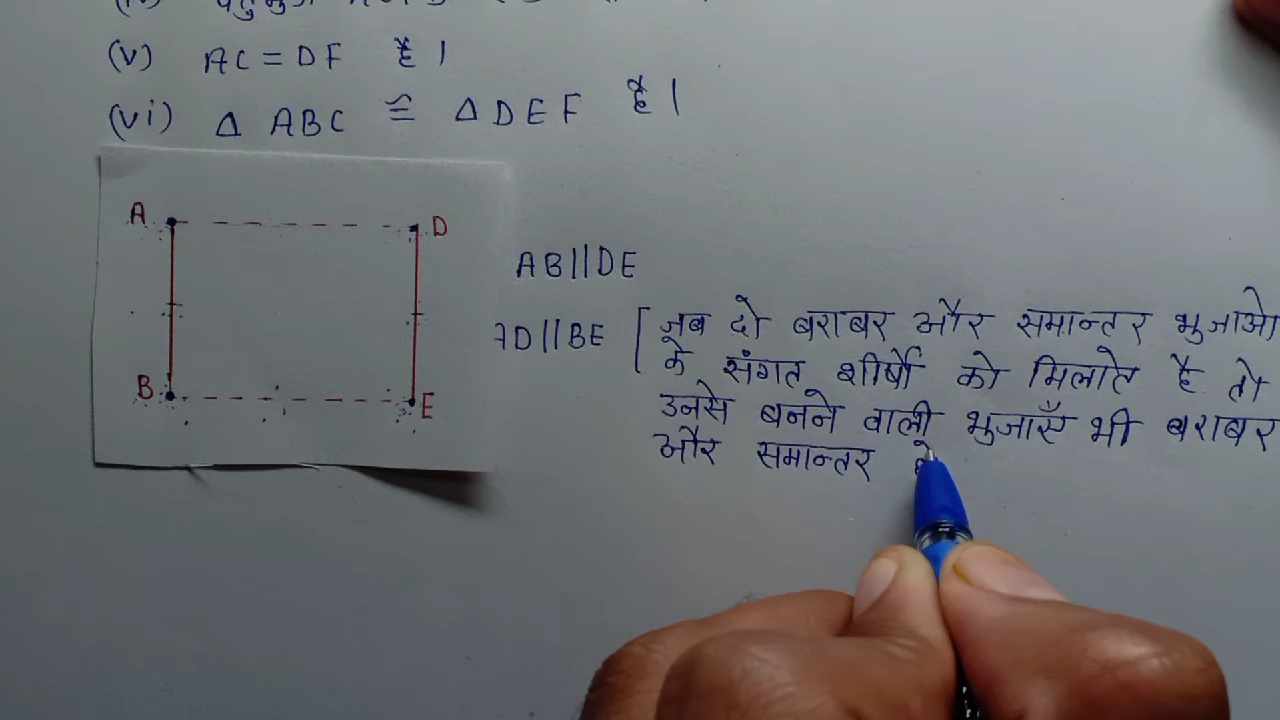 (v) AC = DF है।
(vi) Δ ABC ≅ Δ DEF है।
A
D
B
E
AB||DE
AD||BE [जब दो बराबर और समान्तर भुजाओ
के संगत शीर्षो को मिलाते है तो
उनसे बनने वाली भुजाएँ भी बराबर
और समान्तर